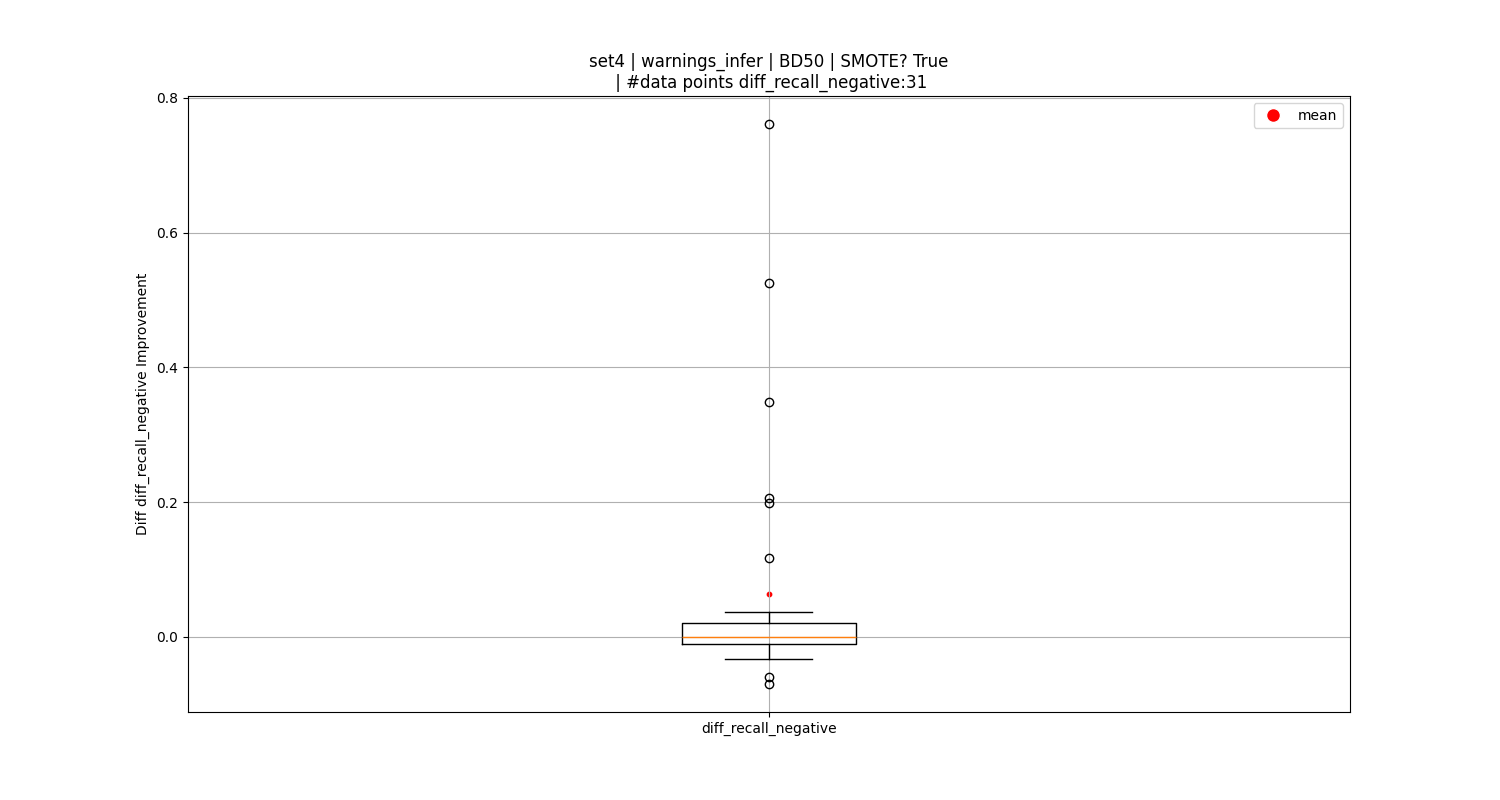 set4 | warnings_infer | BD50 | SMOTE? True
| #data points diff_recall_negative:31
mean
0.8
0.6
0.4
0.2
0.0
Diff diff_recall_negative Improvement
diff_recall_negative